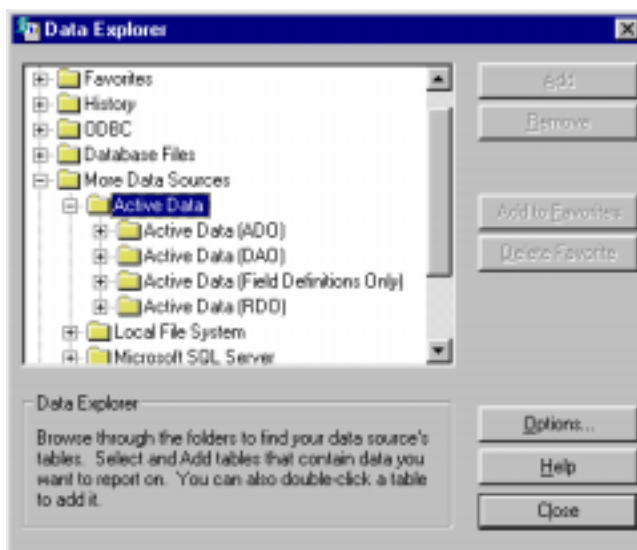 Data Explorer
Favorites
History
ODBC
Database Files
More Data Sources
Active Data
Active Data (ADO)
Active Data (DAO)
Active Data (Field Definitions Only)
Active Data (RDO)
Local File System
Microsoft SQL Server
Add
Remove
Add to Favorites
Delete Favorite
Data Explorer
Browse through the folders to find your data source's
tables. Select and Add tables that contain data you
want to report on. You can also double-click a table
to add it.
Options...
Help
Close